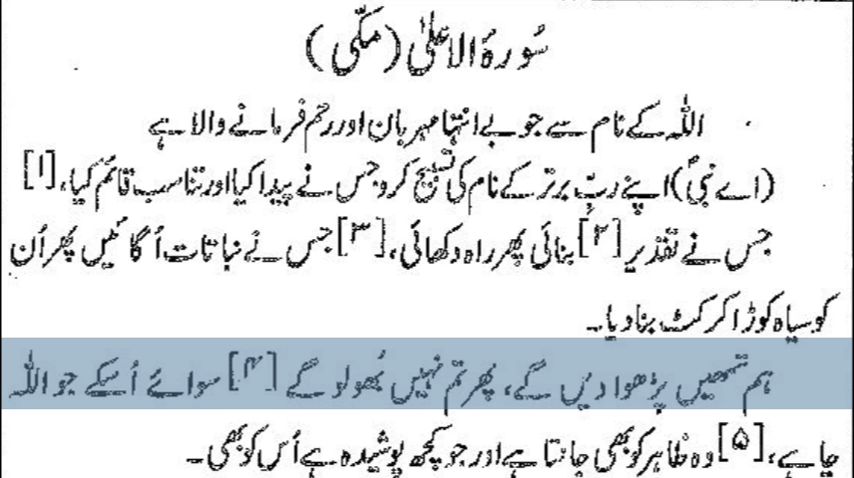 سُورۃُ الاعلٰی (مکّی)
اللہ کے نام سے جو بے انتہا مہربان اور رحم فرمانے والا ہے
(اے نبیؐ) اپنے ربِّ برتر کے نام کی تسبیح کرو جس نے پیدا کیا اور تناسب قائم کیا، [۱]
جس نے تقدیر [۲] بنائی پھر راہ دکھائی، [۳] جس نے نباتات اُگائیں پھر اُن
کو سیاہ کوڑا کرکٹ بنا دیا۔
ہم تمھیں پڑھوا دیں گے، پھر تم نہیں بھولو گے [۴] سوائے اُسکے جو اللہ
چاہے، [۵] وہ ظاہر کو بھی جانتا ہے اور جو کچھ پوشیدہ ہے اُس کو بھی۔